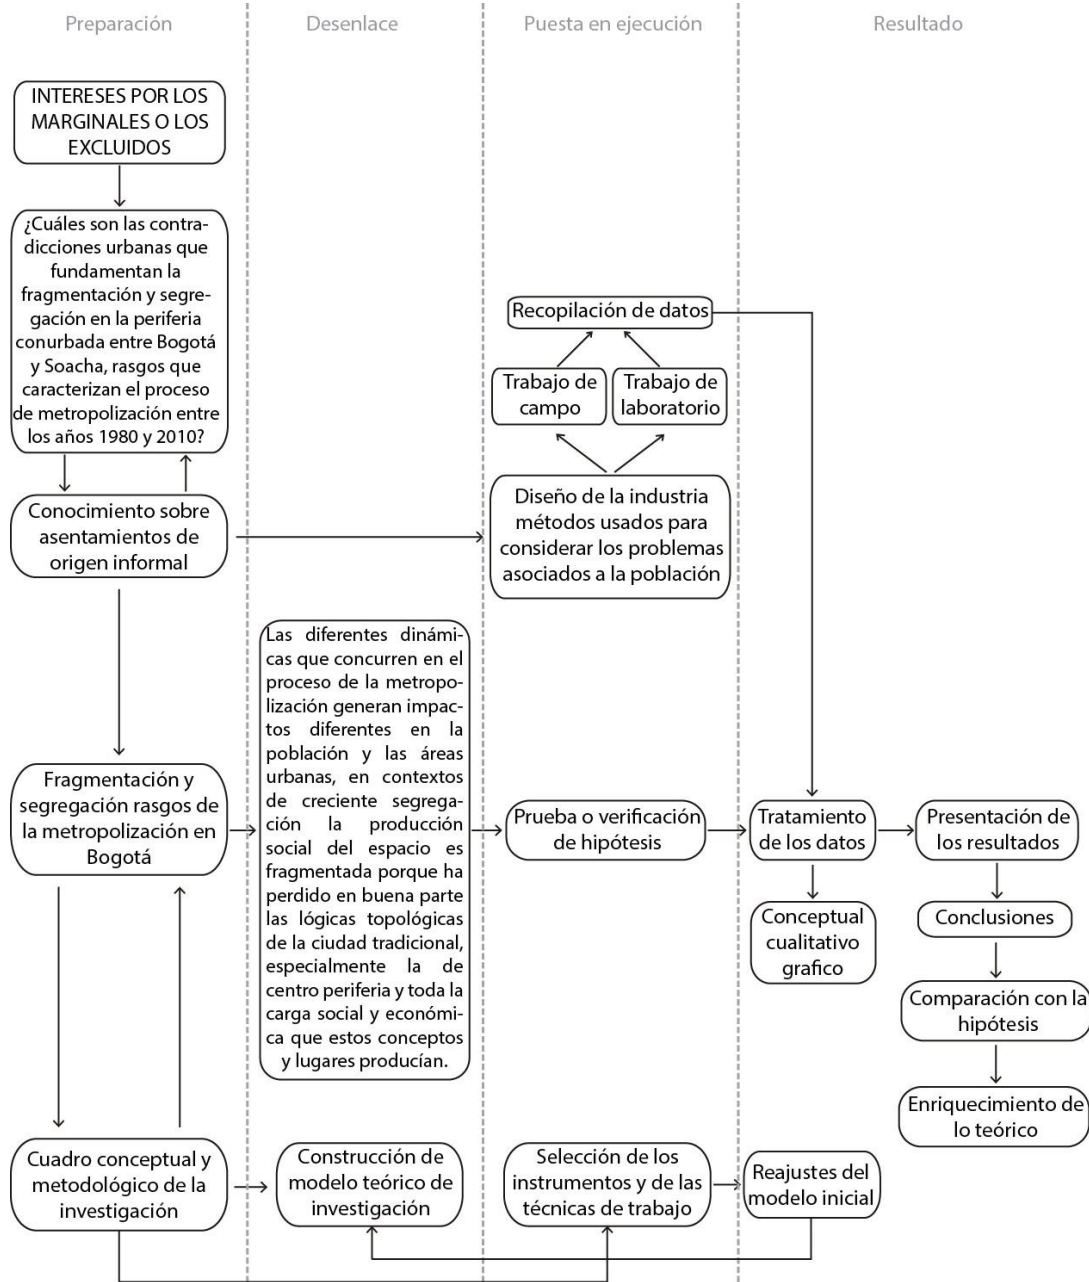 Preparación
Desenlace
Puesta en ejecución
Resultado
INTERESES POR LOS
MARGINALES O LOS
EXCLUIDOS
¿Cuáles son las contra-
dicciones urbanas que
fundamentan la
fragmentación y segre-
gación en la periferia
conurbada entre Bogotá
y Soacha, rasgos que
caracterizan el proceso
de metropolización entre
los años 1980 y 2010?
Conocimiento sobre
asentamientos de
origen informal
Fragmentación y
segregación rasgos de
la metropolización en
Bogotá
Cuadro conceptual y
metodológico de la
investigación
Las diferentes dinámi-
cas que concurren en el
proceso de la metropo-
lización generan impac-
tos diferentes en la
población y las áreas
urbanas, en contextos
de creciente segrega-
ción la producción
social del espacio es
fragmentada porque ha
perdido en buena parte
las lógicas topológicas
de la ciudad tradicional,
especialmente la de
centro periferia y toda la
carga social y económi-
ca que estos conceptos
y lugares producían.
Construcción de
modelo teórico de
investigación
Recopilación de datos
Trabajo de
campo
Trabajo de
laboratorio
Diseño de la industria
métodos usados para
considerar los problemas
asociados a la población
Prueba o verificación
de hipótesis
Selección de los
instrumentos y de las
técnicas de trabajo
Tratamiento
de los datos
Conceptual
cualitativo
grafico
Reajustes del
modelo inicial
Presentación de
los resultados
Conclusiones
Comparación con la
hipótesis
Enriquecimiento de
lo teórico